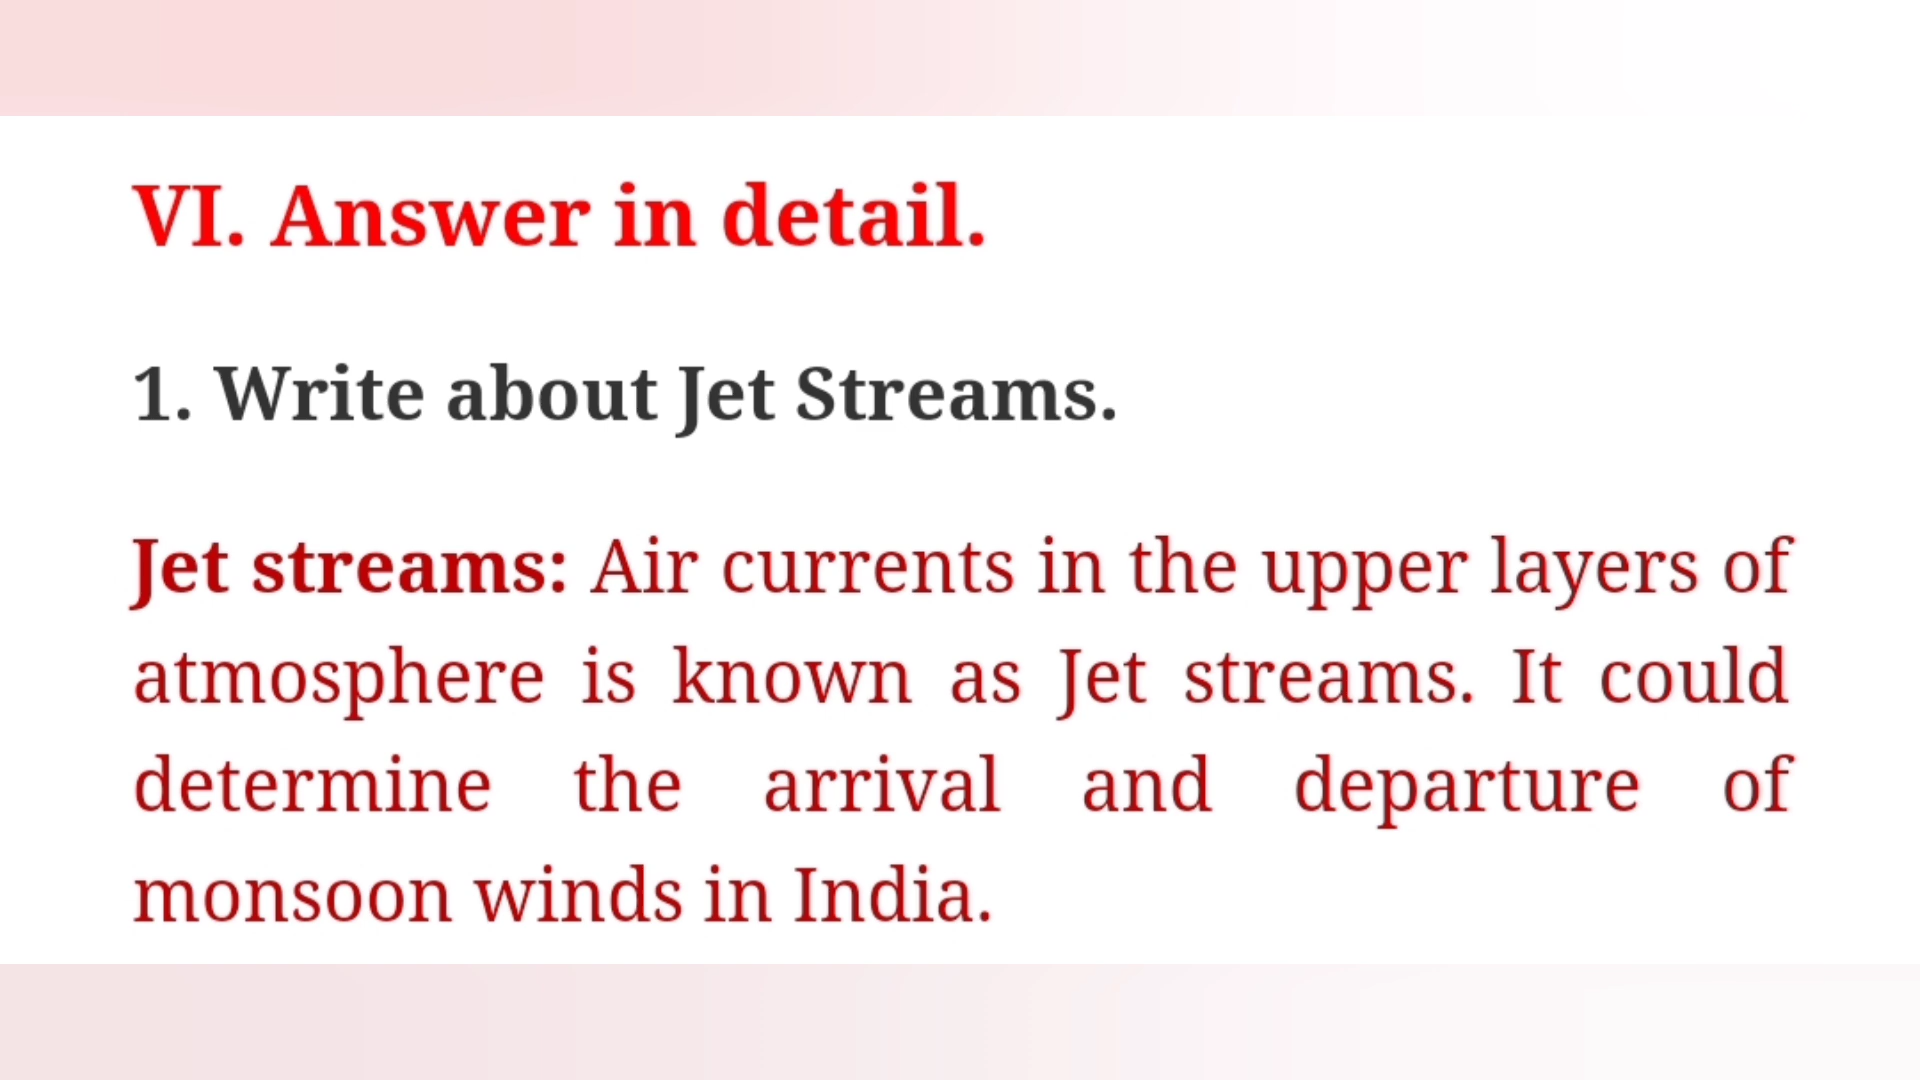 VI. Answer in detail.
1. Write about Jet Streams.
Jet streams: Air currents in the upper layers of
atmosphere is known as Jet streams. It could
determine the arrival and departure of
monsoon winds in India.